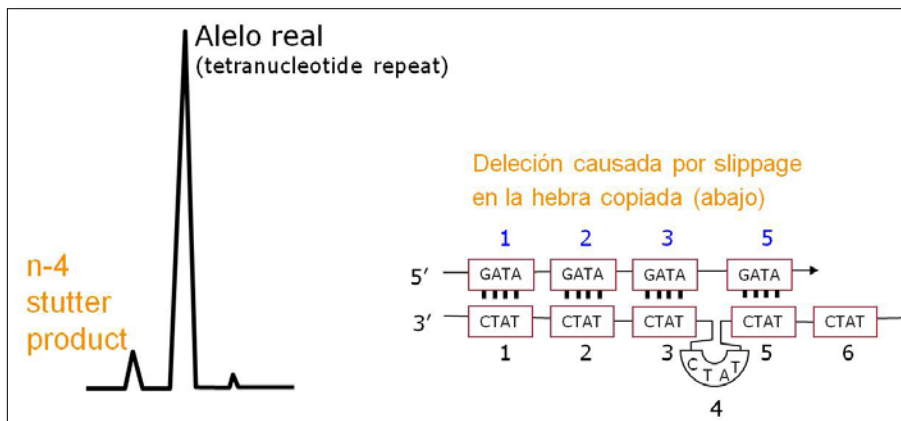 Alelo real
(tetranucleotide repeat)
n-4
stutter
product
Deleción causada por slippage
en la hebra copiada (abajo)
1 2 3 5
5′ GATA GATA GATA GATA
3′ CTAT CTAT CTAT CTAT CTAT
1 2 3 5 6
C T A T
4